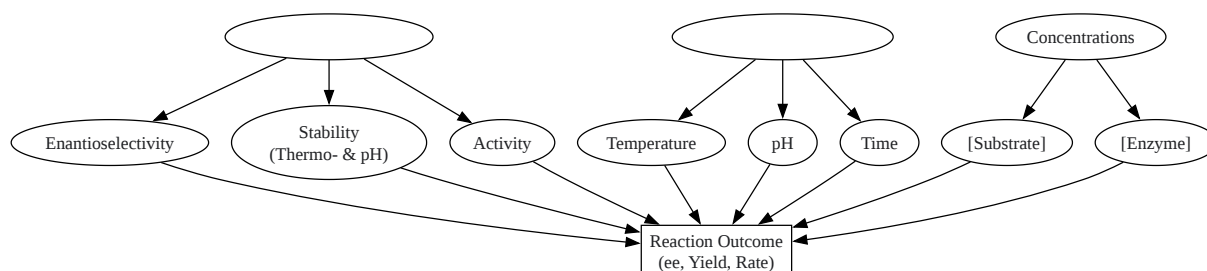 Concentrations
Enantioselectivity
Stability
(Thermo- & pH)
Activity
Temperature
pH
Time
[Substrate]
[Enzyme]
Reaction Outcome
(ee, Yield, Rate)